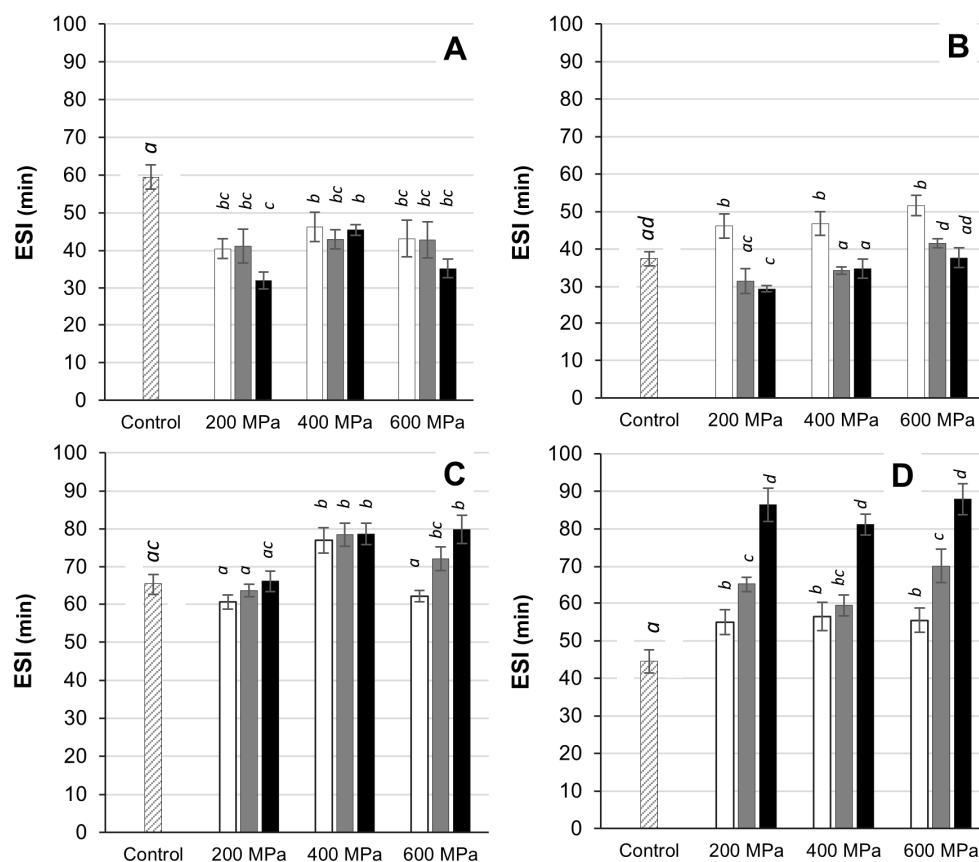 A
ESI (min)
100
90
80
70
60
50
40
30
20
10
0
a
bc bc c
b bc b
bc bc bc
Control 200 MPa 400 MPa 600 MPa
B
ESI (min)
100
90
80
70
60
50
40
30
20
10
0
ad
b ac c
b a a
b d ad
Control 200 MPa 400 MPa 600 MPa
C
ESI (min)
100
90
80
70
60
50
40
30
20
10
0
ac
a a ac
b b b
a bc b
Control 200 MPa 400 MPa 600 MPa
D
ESI (min)
100
90
80
70
60
50
40
30
20
10
0
a
b c d
b bc d
b c d
Control 200 MPa 400 MPa 600 MPa